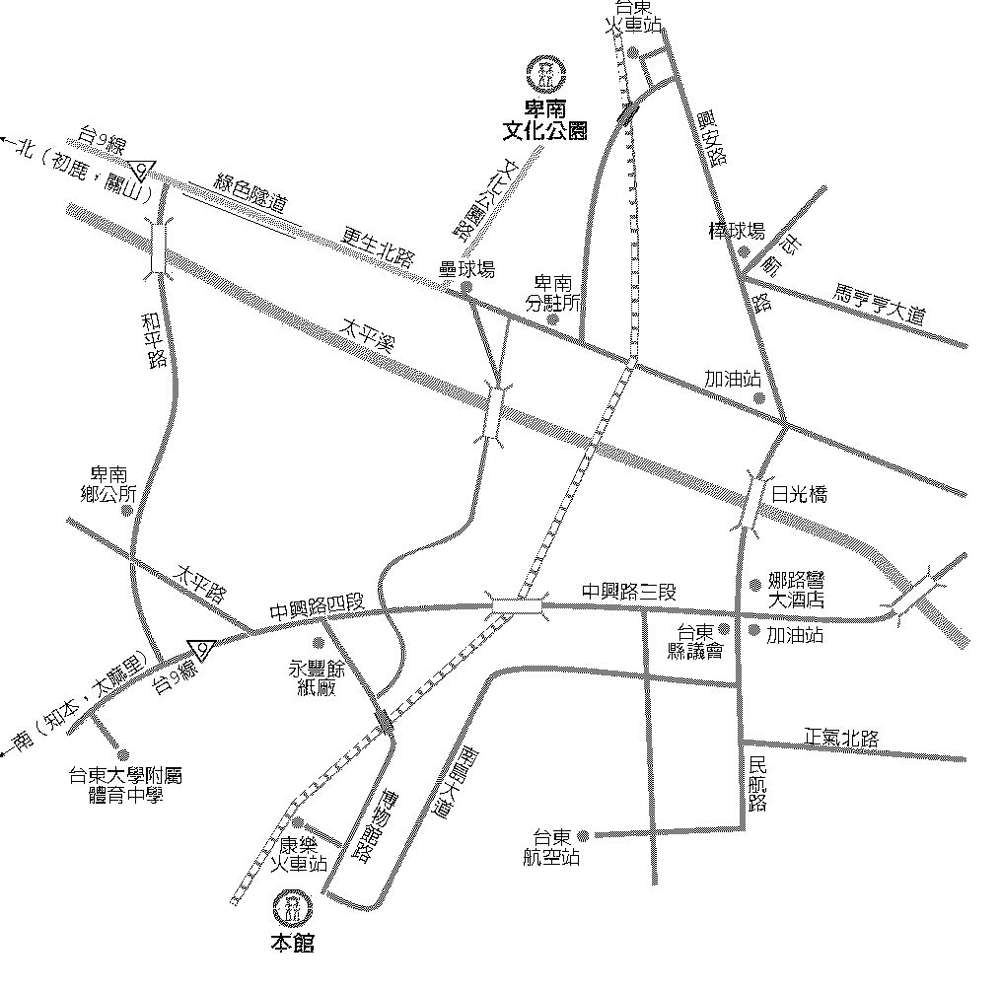 台東
火車站
卑南
文化公園
台9線
9
←北（初鹿，關山）
綠色隧道
更生北路
文化公園路
興安路
壘球場
卑南
分駐所
棒球場
志航路
馬亨亨大道
和平路
太平溪
加油站
卑南
鄉公所
日光橋
太平路
中興路四段
中興路三段
娜路彎
大酒店
台東
縣議會
加油站
9
台9線
永豐餘
紙廠
←南（知本，太麻里）
台東大學附屬
體育中學
南島大道
正氣北路
民航路
博物館路
康樂
火車站
台東
航空站
本館